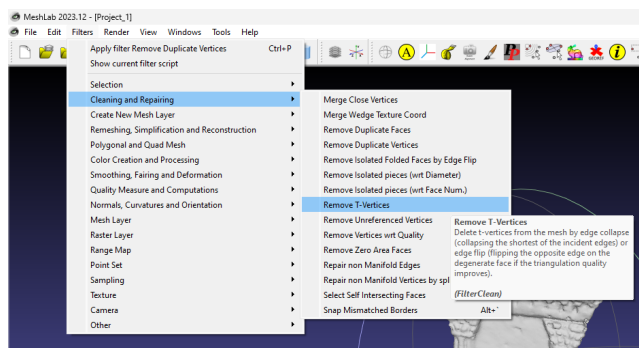 MeshLab 2023.12 - [Project_1]
File Edit Filters Render View Windows Tools Help
Apply filter Remove Duplicate Vertices Ctrl+P
Show current filter script
Selection
Cleaning and Repairing
Create New Mesh Layer
Remeshing, Simplification and Reconstruction
Polygonal and Quad Mesh
Color Creation and Processing
Smoothing, Fairing and Deformation
Quality Measure and Computations
Normals, Curvatures and Orientation
Mesh Layer
Raster Layer
Range Map
Point Set
Sampling
Texture
Camera
Other
Merge Close Vertices
Merge Wedge Texture Coord
Remove Duplicate Faces
Remove Duplicate Vertices
Remove Isolated Folded Faces by Edge Flip
Remove Isolated pieces (wrt Diameter)
Remove Isolated pieces (wrt Face Num.)
Remove T-Vertices
Remove Unreferenced Vertices
Remove Vertices wrt Quality
Remove Zero Area Faces
Repair non Manifold Edges
Repair non Manifold Vertices by spl
Select Self Intersecting Faces
Snap Mismatched Borders Alt+`
Remove T-Vertices
Delete t-vertices from the mesh by edge collapse
(collapsing the shortest of the incident edges) or
edge flip (flipping the opposite edge on the
degenerate face if the triangulation quality
improves).
(FilterClean)